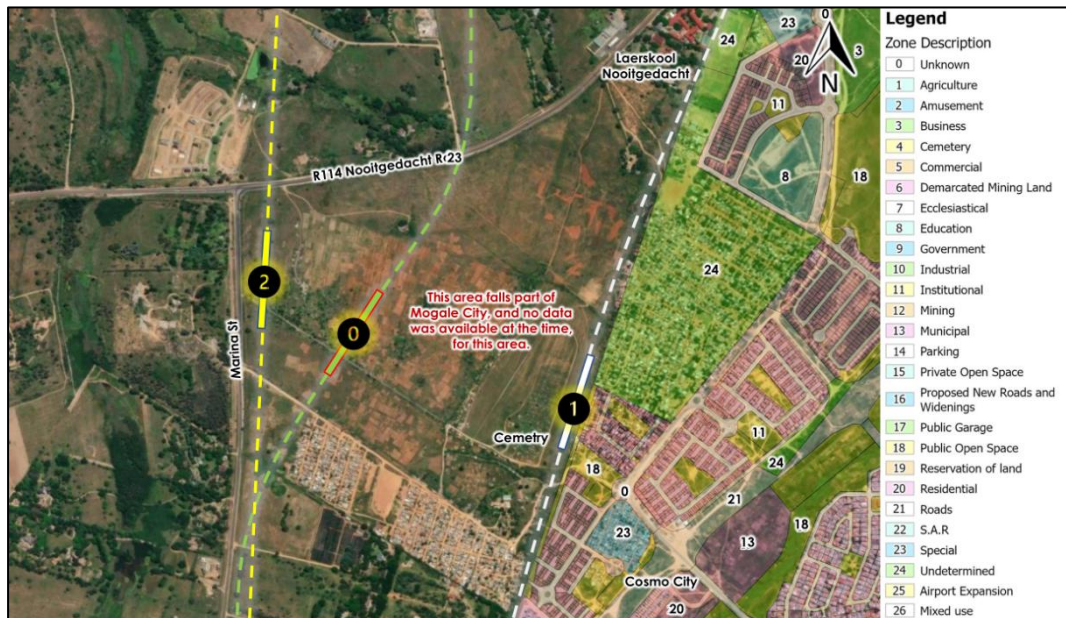 23
0
24
20
3
N
Laerskool
Nooitgedacht
11
R114 Nooitgedacht R
23
8
18
2
24
This area falls part of
Mogale City, and no data
was available at the time,
for this area.
0
Marina St
1
Cemetry
11
18
24
0
21
23
13
18
Cosmo City
20
Legend
Zone Description
0 Unknown
1 Agriculture
2 Amusement
3 Business
4 Cemetery
5 Commercial
6 Demarcated Mining Land
7 Ecclesiastical
8 Education
9 Government
10 Industrial
11 Institutional
12 Mining
13 Municipal
14 Parking
15 Private Open Space
16 Proposed New Roads and
Widenings
17 Public Garage
18 Public Open Space
19 Reservation of land
20 Residential
21 Roads
22 S.A.R
23 Special
24 Undetermined
25 Airport Expansion
26 Mixed use